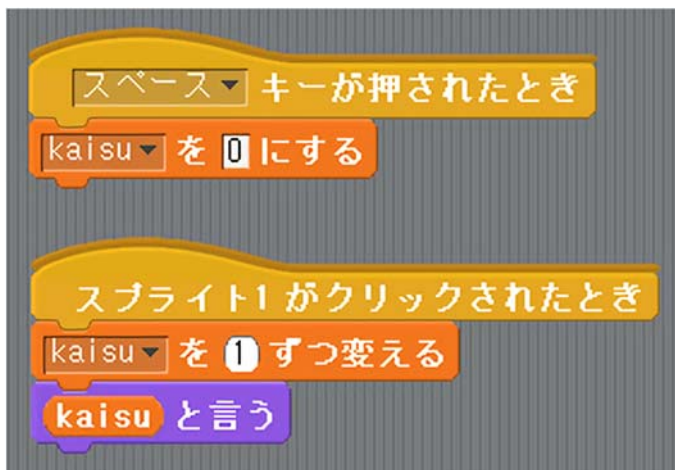 スペース キーが押されたとき
kaisu を 0 にする
スプライト1 がクリックされたとき
kaisu を 1 ずつ変える
kaisu と言う